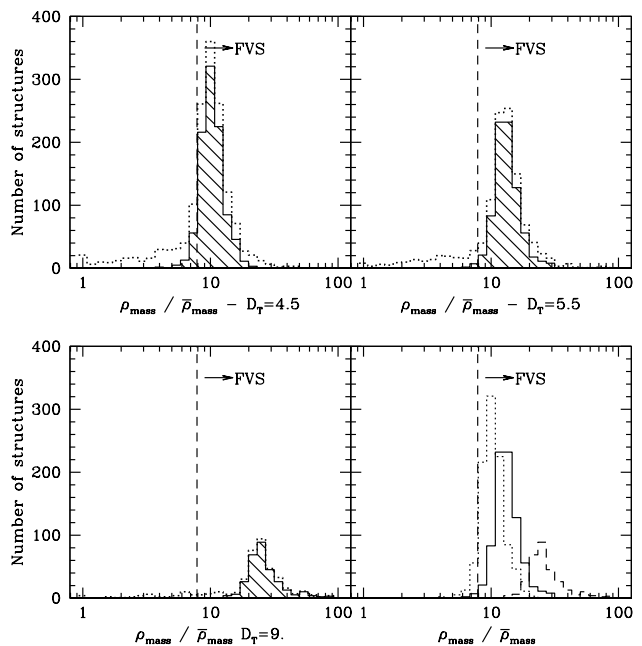 400
300
200
100
0
Number of structures
→FVS
→FVS
1 10 100
1 10 100
ρmass / ρ̅mass – DT=4.5
ρmass / ρ̅mass – DT=5.5
400
300
200
100
0
Number of structures
→FVS
→FVS
1 10 100
1 10 100
ρmass / ρ̅mass DT=9.
ρmass / ρ̅mass